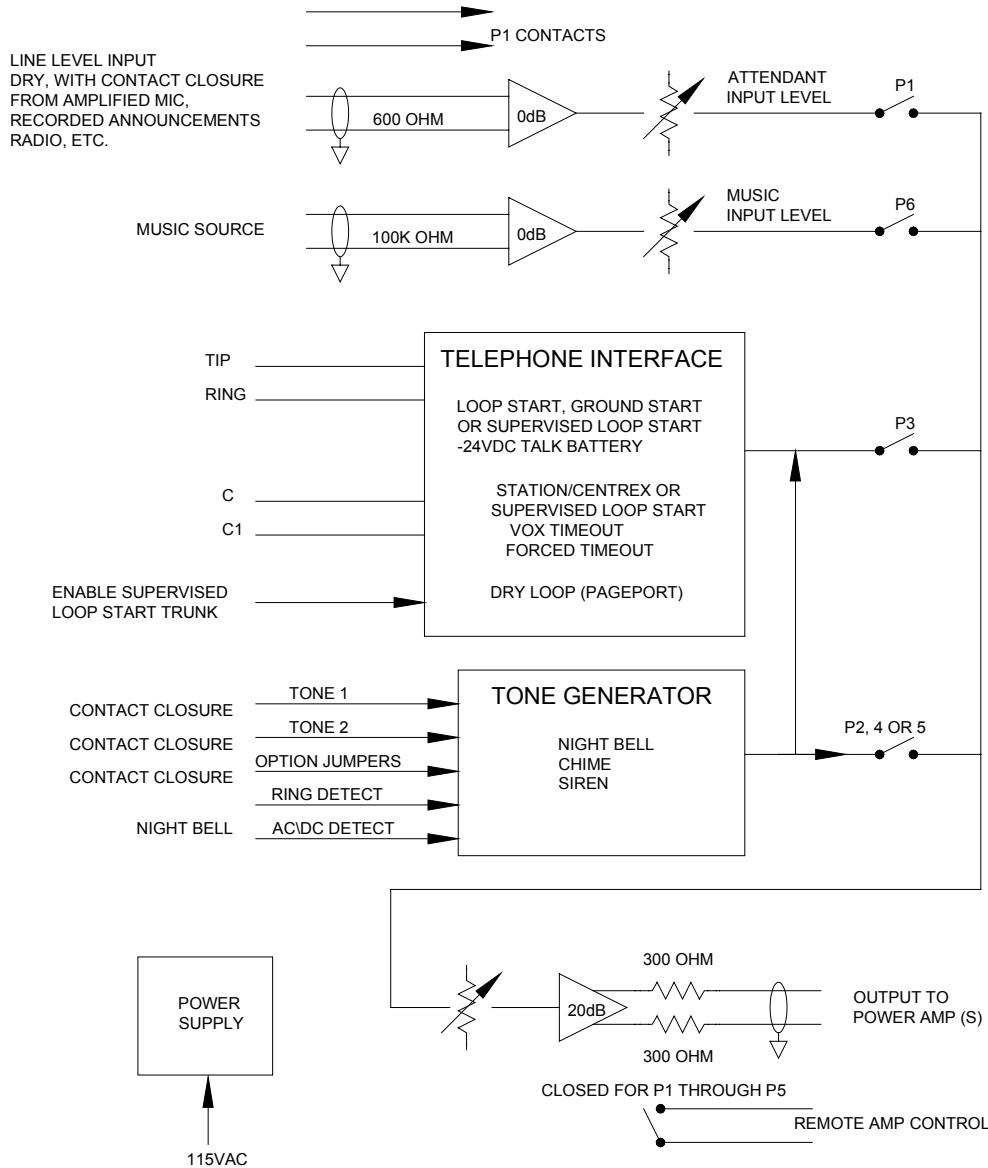 P1 CONTACTS
LINE LEVEL INPUT
DRY, WITH CONTACT CLOSURE
FROM AMPLIFIED MIC,
RECORDED ANNOUNCEMENTS
RADIO, ETC.
600 OHM
0dB
ATTENDANT
INPUT LEVEL
P1
MUSIC SOURCE
100K OHM
0dB
MUSIC
INPUT LEVEL
P6
TIP
RING
C
C1
ENABLE SUPERVISED
LOOP START TRUNK
TELEPHONE INTERFACE
LOOP START, GROUND START
OR SUPERVISED LOOP START
-24VDC TALK BATTERY
STATION/CENTREX OR
SUPERVISED LOOP START
VOX TIMEOUT
FORCED TIMEOUT
DRY LOOP (PAGEPORT)
P3
CONTACT CLOSURE
TONE 1
CONTACT CLOSURE
TONE 2
CONTACT CLOSURE
OPTION JUMPERS
RING DETECT
NIGHT BELL
AC\DC DETECT
TONE GENERATOR
NIGHT BELL
CHIME
SIREN
P2, 4 OR 5
POWER
SUPPLY
115VAC
20dB
300 OHM
300 OHM
OUTPUT TO
POWER AMP (S)
CLOSED FOR P1 THROUGH P5
REMOTE AMP CONTROL